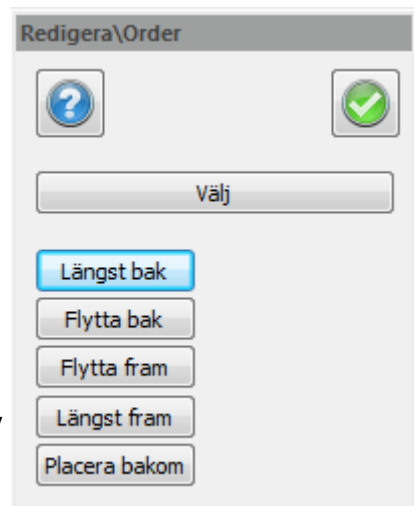 Redigera\Order
Välj
Längst bak
Flytta bak
Flytta fram
Längst fram
Placera bakom